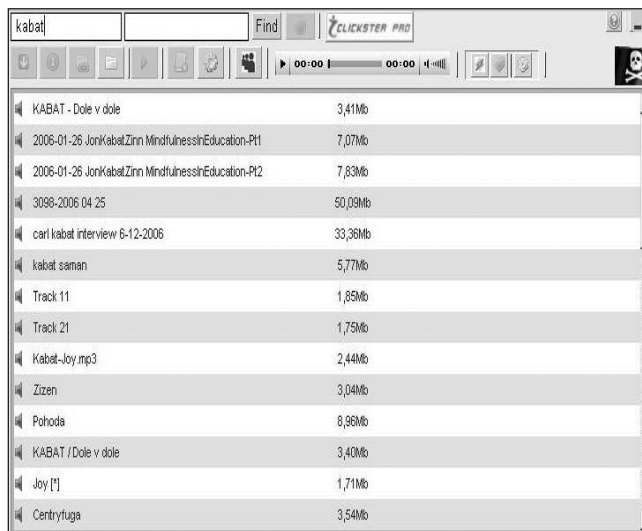 kabat Find CLICKSTER PRO
00:00 00:00
KABAT - Dole v dole 3,41Mb
2006-01-26 JonKabatZinn MindfulnessInEducation-Pt1 7,07Mb
2006-01-26 JonKabatZinn MindfulnessInEducation-Pt2 7,83Mb
3098-2006 04 25 50,09Mb
carl kabat interview 6-12-2006 33,36Mb
kabat saman 5,77Mb
Track 11 1,85Mb
Track 21 1,75Mb
Kabat-Joy.mp3 2,44Mb
Zizen 3,04Mb
Pohoda 8,96Mb
KABAT / Dole v dole 3,40Mb
Joy [*] 1,71Mb
Centryfuga 3,54Mb